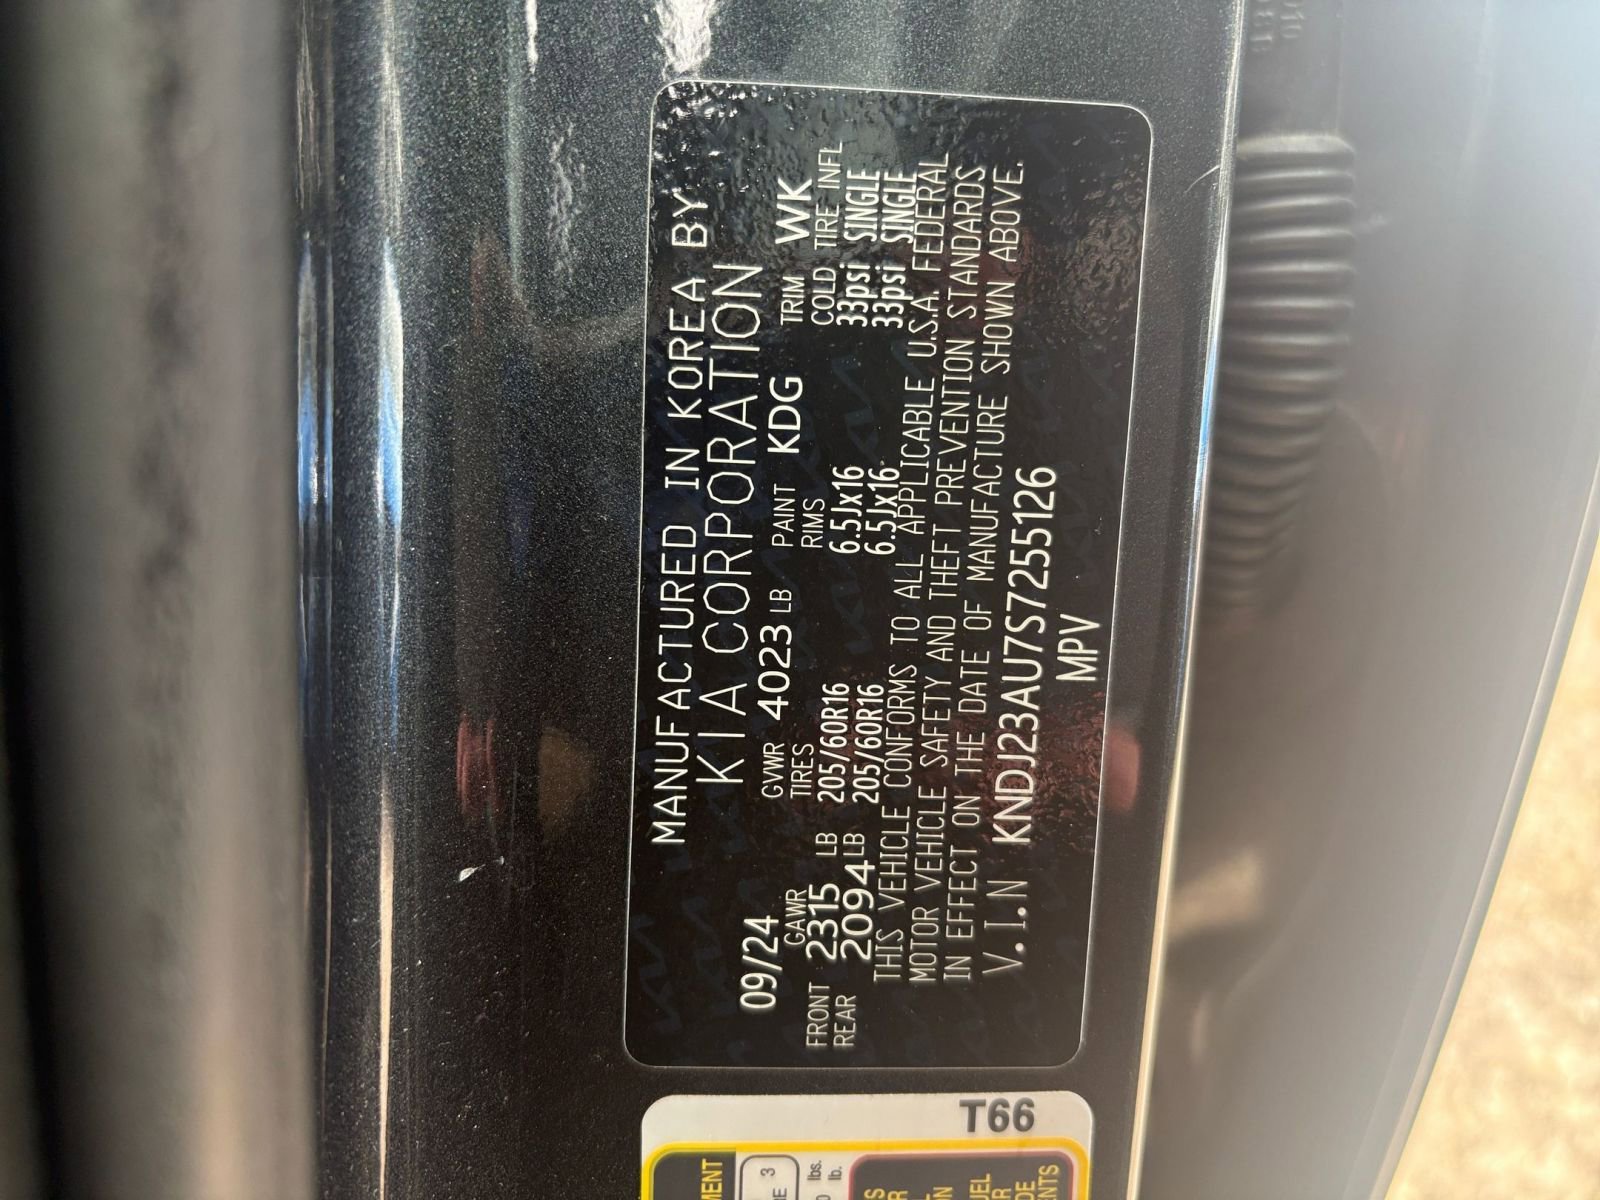 MANUFACTURED IN KOREA BY
KIA CORPORATION
09/24 GVWR 4023 LB PAINT KDG TRIM WK
GAWR TIRES RIMS COLD TIRE INFL
FRONT 2315 LB 205/60R16 6.5Jx16 33psi SINGLE
REAR 2094 LB 205/60R16 6.5Jx16 33psi SINGLE
THIS VEHICLE CONFORMS TO ALL APPLICABLE U.S.A. FEDERAL
MOTOR VEHICLE SAFETY AND THEFT PREVENTION STANDARDS
IN EFFECT ON THE DATE OF MANUFACTURE SHOWN ABOVE.
V.I.N KNDJ23AU7S7255126
MPV
T66
3
lbs.
lb.